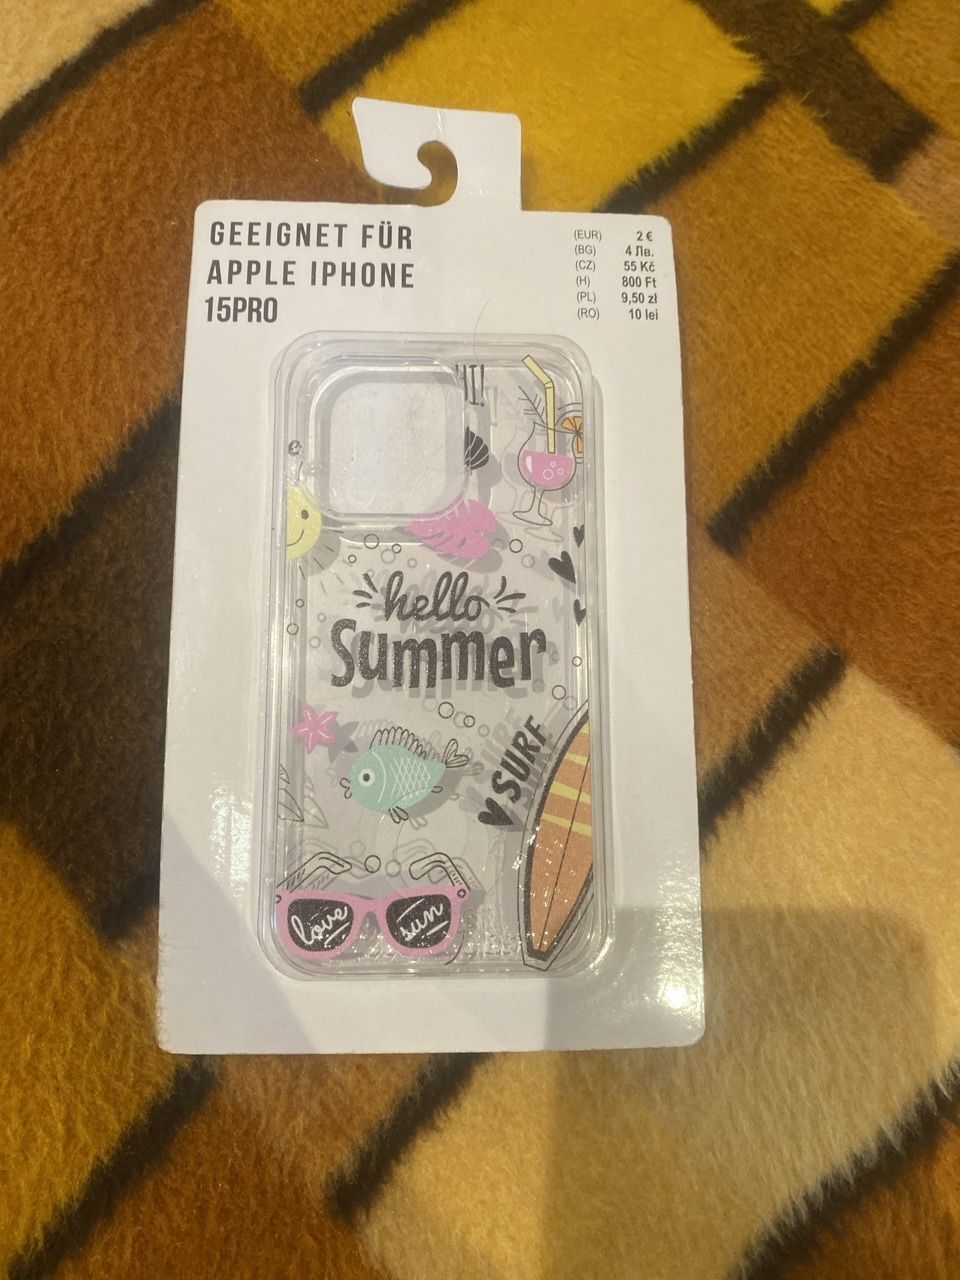 GEEIGNET FÜR
APPLE IPHONE
15PRO
(EUR) 2 €
(BG) 4 Лв.
(CZ) 55 Kč
(H) 800 Ft
(PL) 9,50 zł
(RO) 10 lei
hello
Summer
SURF
love
sun